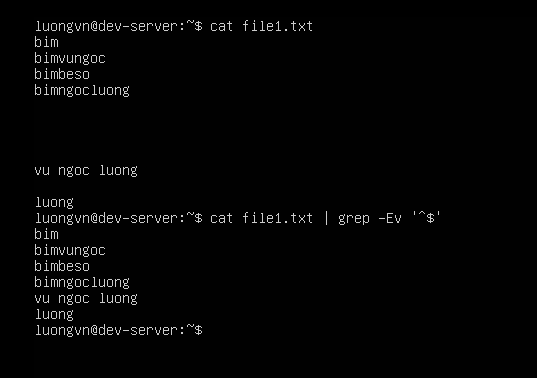 luongvn@dev-server:~$ cat file1.txt
bim
bimvungoc
bimbeso
bimngocluong
vu ngoc luong
luong
luongvn@dev-server:~$ cat file1.txt | grep -Ev '^$'
bim
bimvungoc
bimbeso
bimngocluong
vu ngoc luong
luong
luongvn@dev-server:~$